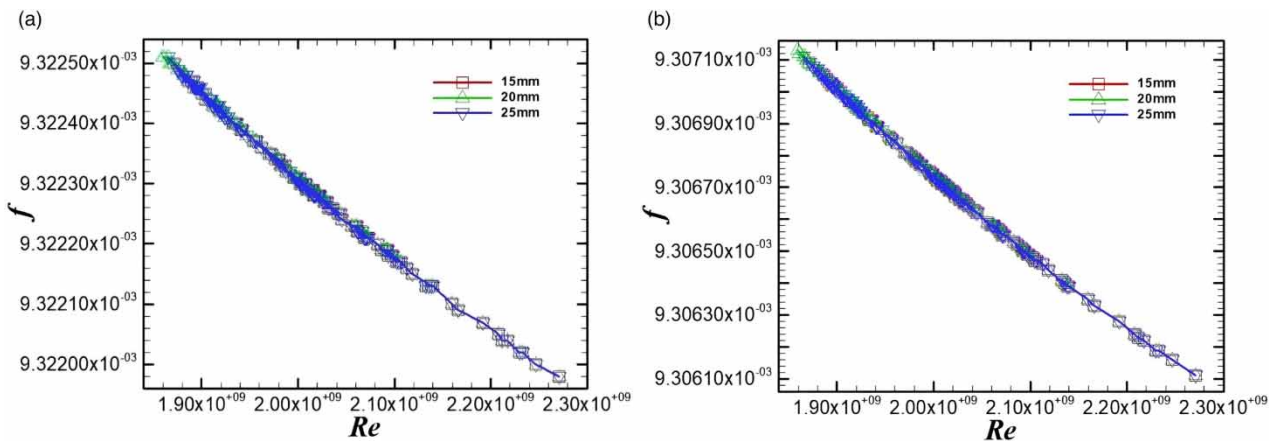 (a)
9.32250x10-03
9.32240x10-03
9.32230x10-03
9.32220x10-03
9.32210x10-03
9.32200x10-03
f
15mm
20mm
25mm
1.90x10+09 2.00x10+09 2.10x10+09 2.20x10+09 2.30x10+09
Re
(b)
9.30710x10-03
9.30690x10-03
9.30670x10-03
9.30650x10-03
9.30630x10-03
9.30610x10-03
f
15mm
20mm
25mm
1.90x10+09 2.00x10+09 2.10x10+09 2.20x10+09 2.30x10+09
Re